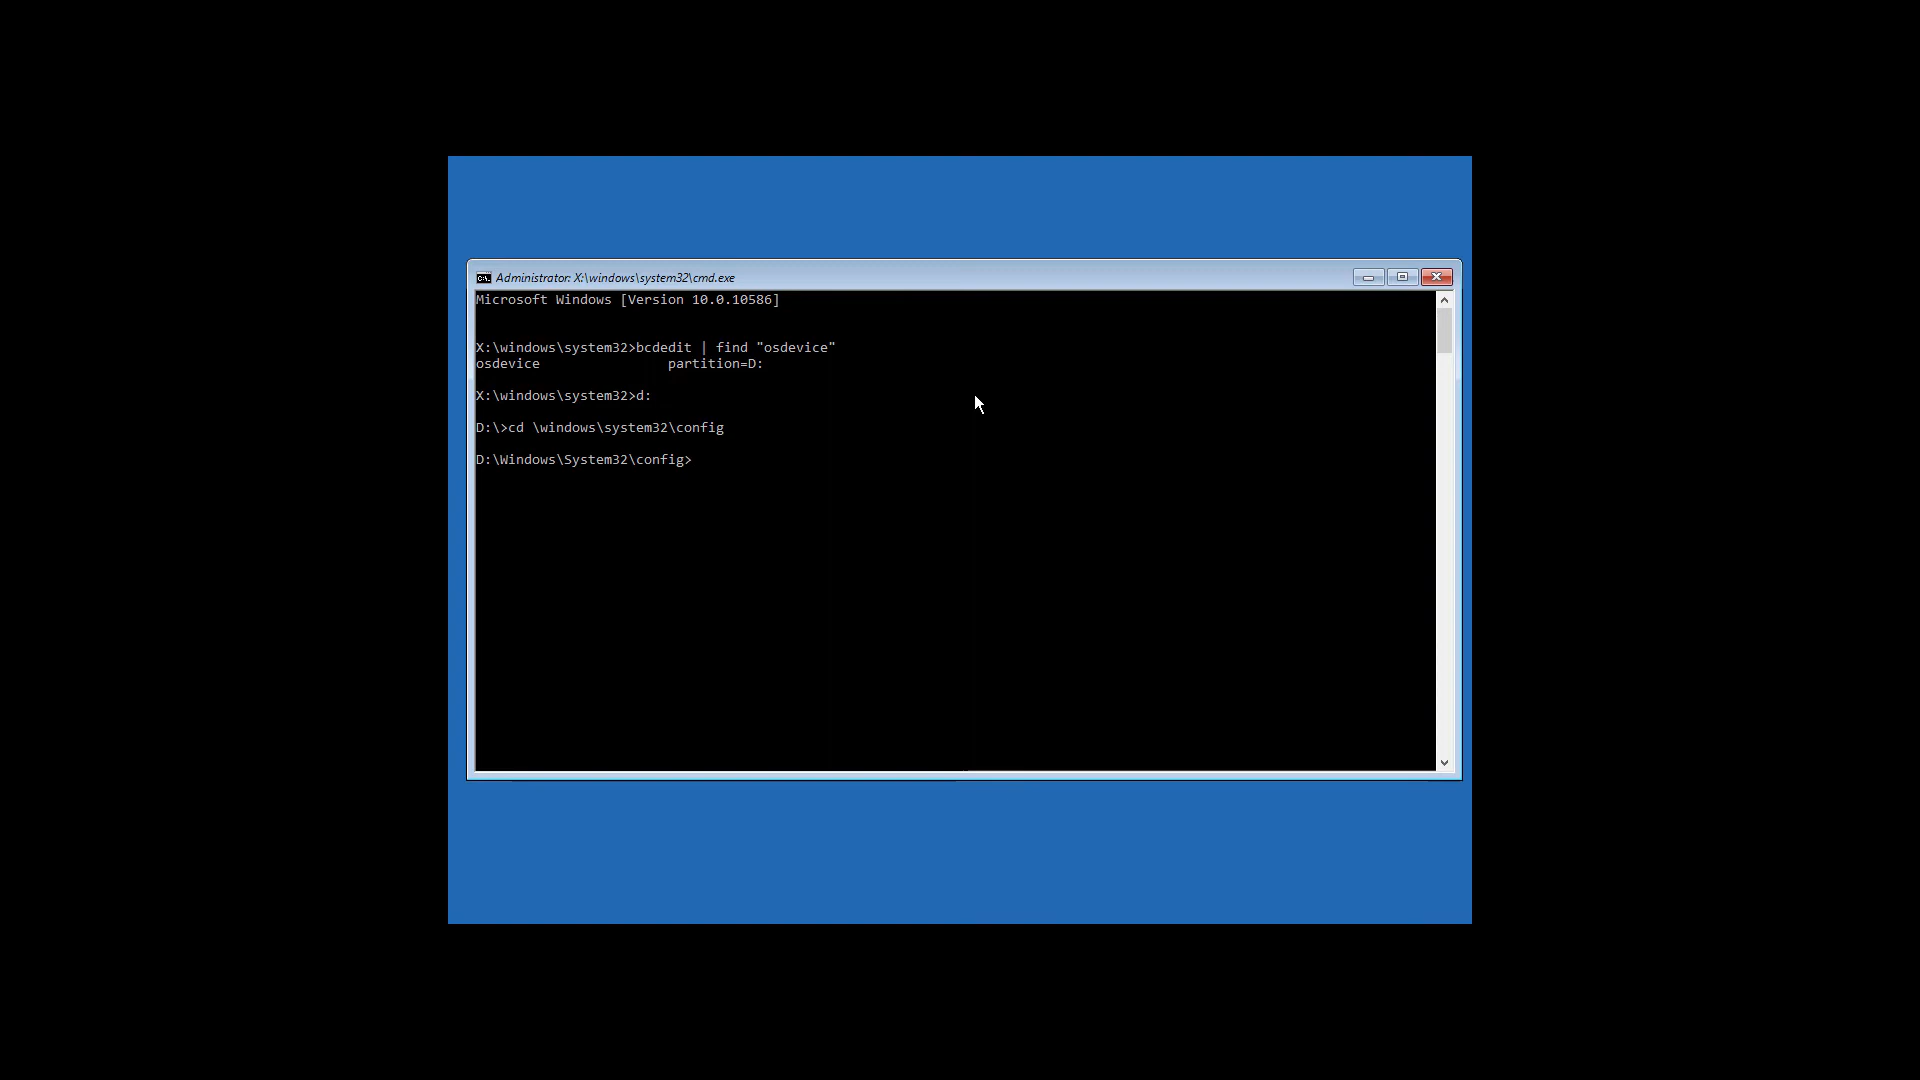 Administrator: X:\windows\system32\cmd.exe
Microsoft Windows [Version 10.0.10586]
X:\windows\system32>bcdedit | find "osdevice"
osdevice                partition=D:
X:\windows\system32>d:
D:\>cd \windows\system32\config
D:\Windows\System32\config>